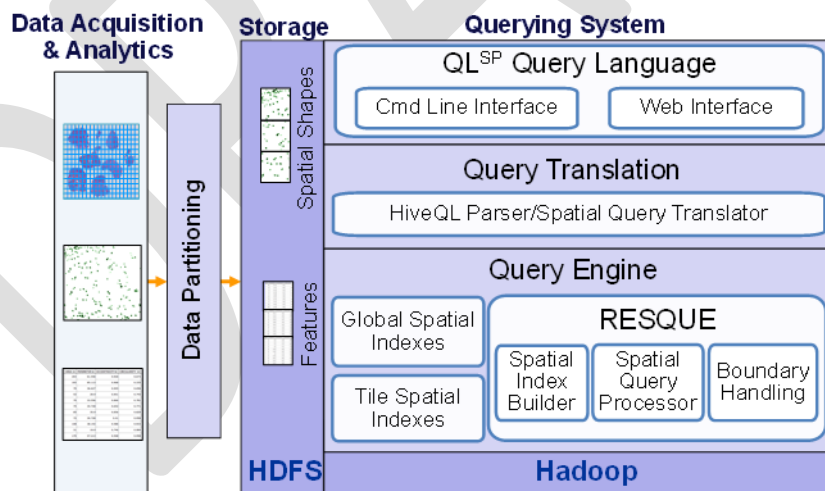 Data Acquisition
& Analytics
Storage
Querying System
Data Partitioning
Spatial Shapes
Features
HDFS
QLSP Query Language
Cmd Line Interface
Web Interface
Query Translation
HiveQL Parser/Spatial Query Translator
Query Engine
Global Spatial
Indexes
Tile Spatial
Indexes
RESQUE
Spatial
Index
Builder
Spatial
Query
Processor
Boundary
Handling
Hadoop